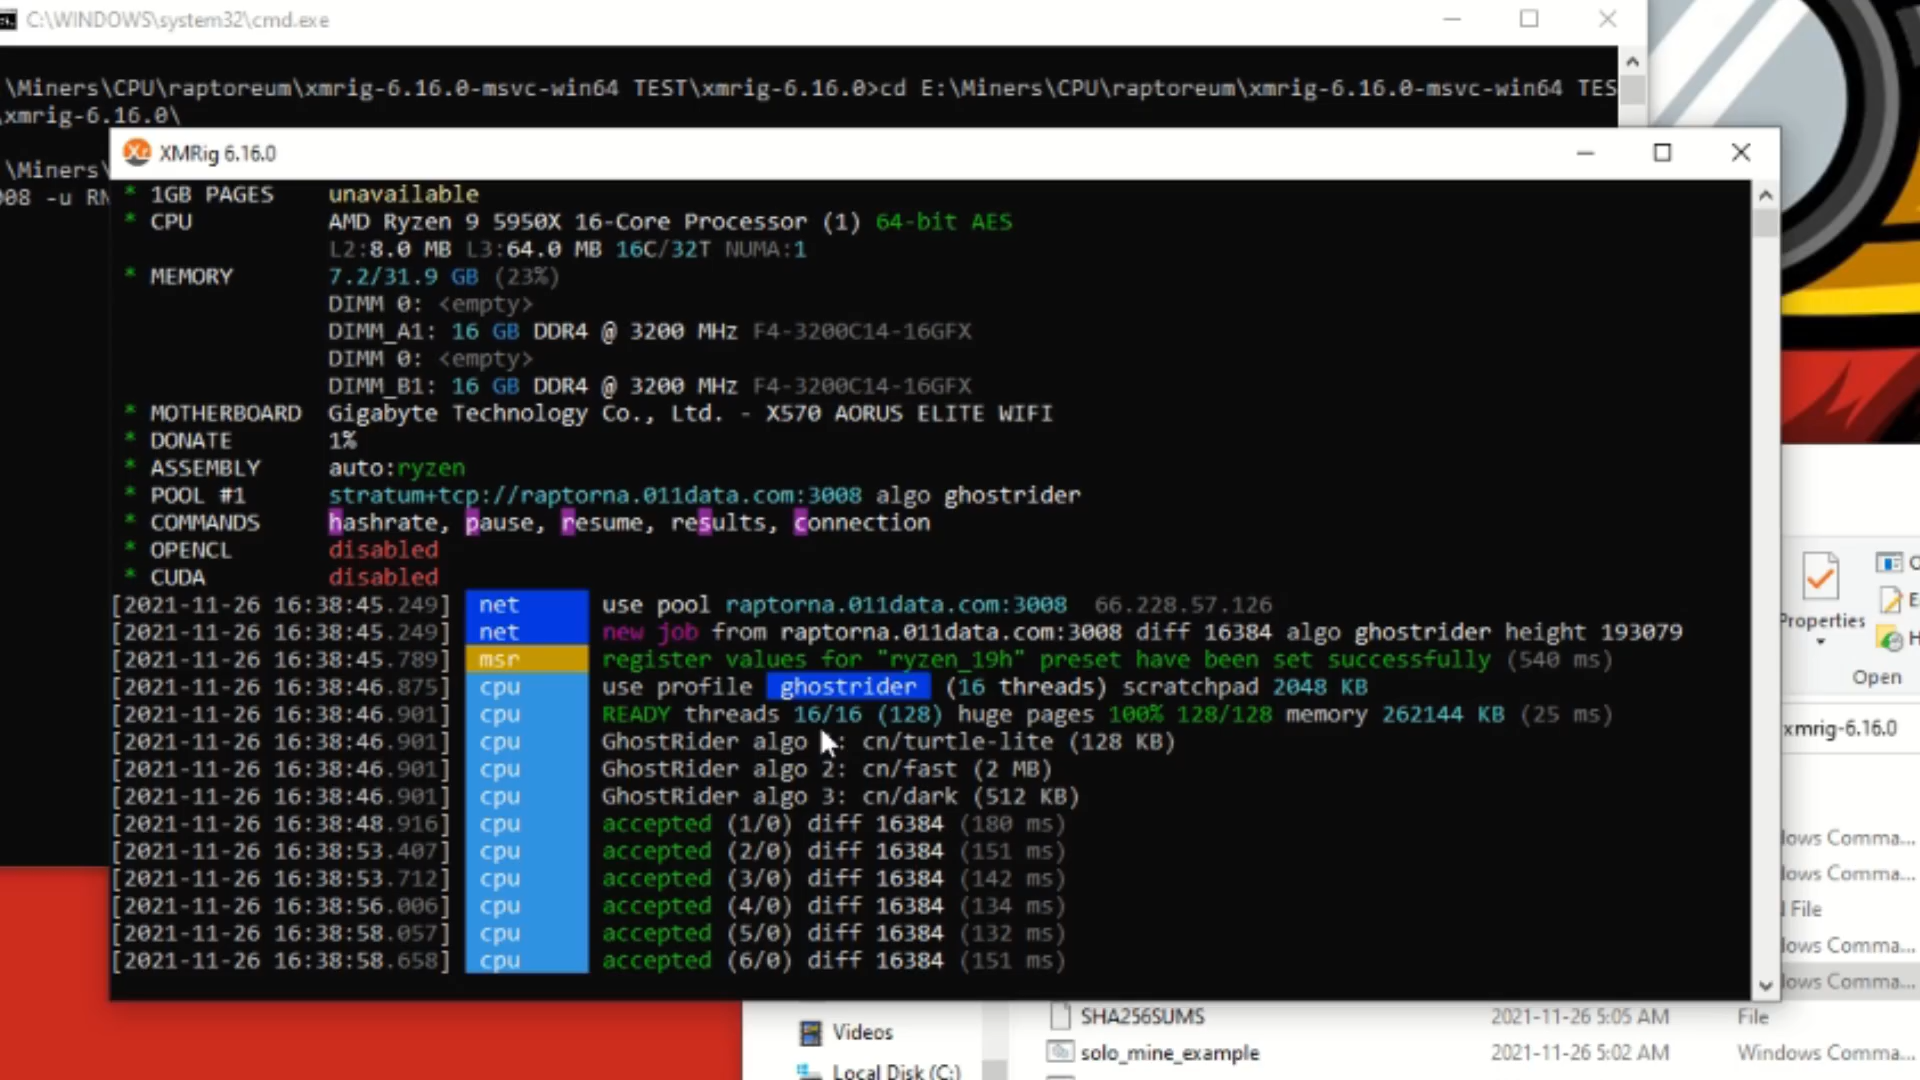 C:\WINDOWS\system32\cmd.exe
\Miners\CPU\raptoreum\xmrig-6.16.0-msvc-win64 TEST\xmrig-6.16.0>cd E:\Miners\CPU\raptoreum\xmrig-6.16.0-msvc-win64 TES
xmrig-6.16.0\
\Miners\
08 -u RN
XMRig 6.16.0
* 1GB PAGES unavailable
* CPU AMD Ryzen 9 5950X 16-Core Processor (1) 64-bit AES
L2:8.0 MB L3:64.0 MB 16C/32T NUMA:1
* MEMORY 7.2/31.9 GB (23%)
DIMM 0: <empty>
DIMM_A1: 16 GB DDR4 @ 3200 MHz F4-3200C14-16GFX
DIMM 0: <empty>
DIMM_B1: 16 GB DDR4 @ 3200 MHz F4-3200C14-16GFX
* MOTHERBOARD Gigabyte Technology Co., Ltd. - X570 AORUS ELITE WIFI
* DONATE 1%
* ASSEMBLY auto:ryzen
* POOL #1 stratum+tcp://raptorna.011data.com:3008 algo ghostrider
* COMMANDS hashrate, pause, resume, results, connection
* OPENCL disabled
* CUDA disabled
[2021-11-26 16:38:45.249] net use pool raptorna.011data.com:3008 66.228.57.126
[2021-11-26 16:38:45.249] net new job from raptorna.011data.com:3008 diff 16384 algo ghostrider height 193079
[2021-11-26 16:38:45.789] msr register values for "ryzen_19h" preset have been set successfully (540 ms)
[2021-11-26 16:38:46.875] cpu use profile ghostrider (16 threads) scratchpad 2048 KB
[2021-11-26 16:38:46.901] cpu READY threads 16/16 (128) huge pages 100% 128/128 memory 262144 KB (25 ms)
[2021-11-26 16:38:46.901] cpu GhostRider algo : cn/turtle-lite (128 KB)
[2021-11-26 16:38:46.901] cpu GhostRider algo 2: cn/fast (2 MB)
[2021-11-26 16:38:46.901] cpu GhostRider algo 3: cn/dark (512 KB)
[2021-11-26 16:38:48.916] cpu accepted (1/0) diff 16384 (180 ms)
[2021-11-26 16:38:53.407] cpu accepted (2/0) diff 16384 (151 ms)
[2021-11-26 16:38:53.712] cpu accepted (3/0) diff 16384 (142 ms)
[2021-11-26 16:38:56.006] cpu accepted (4/0) diff 16384 (134 ms)
[2021-11-26 16:38:58.057] cpu accepted (5/0) diff 16384 (132 ms)
[2021-11-26 16:38:58.658] cpu accepted (6/0) diff 16384 (151 ms)
Properties
Open
xmrig-6.16.0
dows Comma...
dows Comma...
File
dows Comma...
dows Comma...
SHA256SUMS 2021-11-26 5:05 AM File
solo_mine_example 2021-11-26 5:02 AM Windows Comma...
Videos
Local Disk (C:)